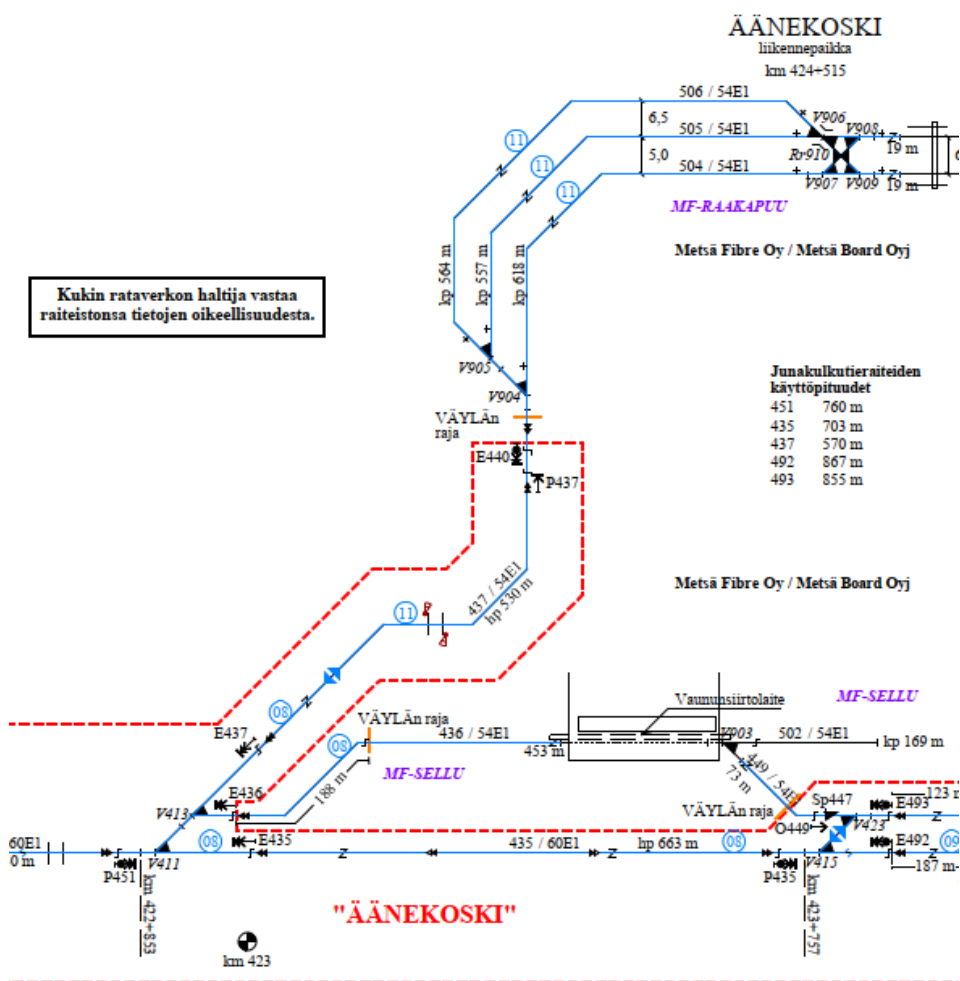 ÄÄNEKOSKI
liikennepaikka
km 424+515
506 / 54E1
V906
6,5
505 / 54E1
V908
11
Rr910
19 m
5,0
504 / 54E1
6
11
V907
V909
19 m
11
MF-RAAKAPUU
Metsä Fibre Oy / Metsä Board Oyj
kp 564 m
kp 557 m
kp 618 m
Kukin rataverkon haltija vastaa
raiteistonsa tietojen oikeellisuudesta.
V905
V904
Junakulkutieraiteiden
käyttöpituudet
451 760 m
435 703 m
437 570 m
492 867 m
493 855 m
VÄYLÄn
raja
E440
P437
437 / 54E1
hp 530 m
Metsä Fibre Oy / Metsä Board Oyj
11
08
E437
VÄYLÄn raja
08
436 / 54E1
453 m
Vaununsiirtolaite
MF-SELLU
V903
502 / 54E1
kp 169 m
MF-SELLU
188 m
449 / 54E1
73 m
E436
V413
VÄYLÄn raja
Sp447
E493
123 m
O449
V423
60E1
0 m
08
E435
435 / 60E1
hp 663 m
08
E492
09
P451
V411
P435
V415
187 m
km 422+853
km 423+757
"ÄÄNEKOSKI"
km 423